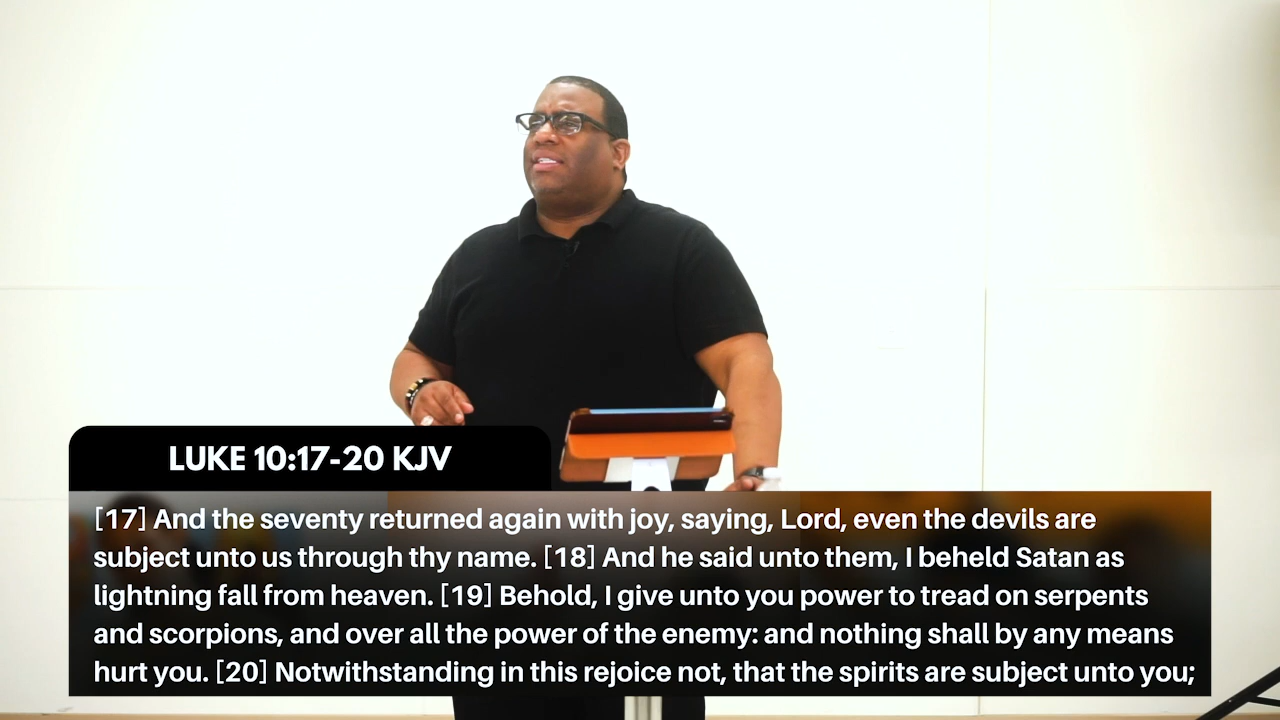 LUKE 10:17-20 KJV
[17] And the seventy returned again with joy, saying, Lord, even the devils are
subject unto us through thy name. [18] And he said unto them, I beheld Satan as
lightning fall from heaven. [19] Behold, I give unto you power to tread on serpents
and scorpions, and over all the power of the enemy: and nothing shall by any means
hurt you. [20] Notwithstanding in this rejoice not, that the spirits are subject unto you;